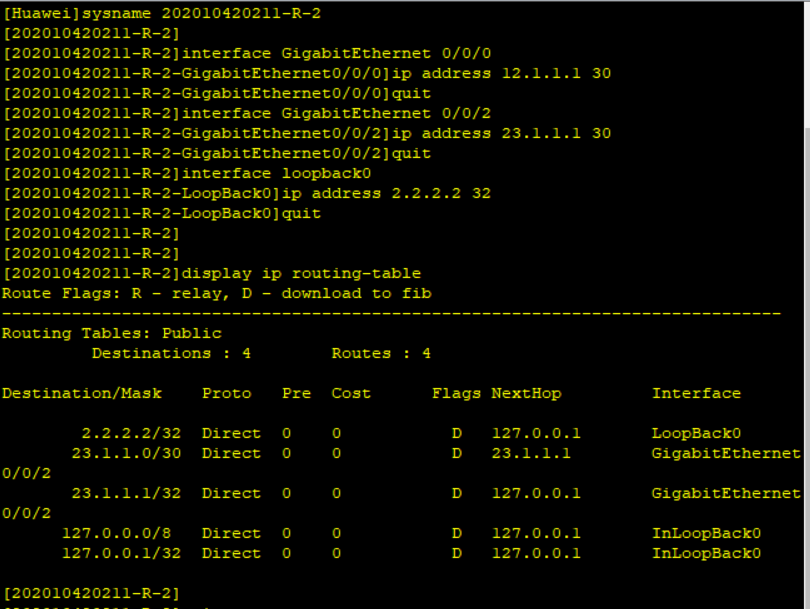 [Huawei]sysname 202010420211-R-2
[202010420211-R-2]
[202010420211-R-2]interface GigabitEthernet 0/0/0
[202010420211-R-2-GigabitEthernet0/0/0]ip address 12.1.1.1 30
[202010420211-R-2-GigabitEthernet0/0/0]quit
[202010420211-R-2]interface GigabitEthernet 0/0/2
[202010420211-R-2-GigabitEthernet0/0/2]ip address 23.1.1.1 30
[202010420211-R-2-GigabitEthernet0/0/2]quit
[202010420211-R-2]interface loopback0
[202010420211-R-2-LoopBack0]ip address 2.2.2.2 32
[202010420211-R-2-LoopBack0]quit
[202010420211-R-2]
[202010420211-R-2]
[202010420211-R-2]display ip routing-table
Route Flags: R - relay, D - download to fib
------------------------------------------------------------------------------
Routing Tables: Public
         Destinations : 4        Routes : 4

Destination/Mask    Proto   Pre  Cost      Flags NextHop         Interface

        2.2.2.2/32  Direct  0    0           D   127.0.0.1       LoopBack0
       23.1.1.0/30  Direct  0    0           D   23.1.1.1        GigabitEthernet
0/0/2
       23.1.1.1/32  Direct  0    0           D   127.0.0.1       GigabitEthernet
0/0/2
      127.0.0.0/8   Direct  0    0           D   127.0.0.1       InLoopBack0
      127.0.0.1/32  Direct  0    0           D   127.0.0.1       InLoopBack0

[202010420211-R-2]